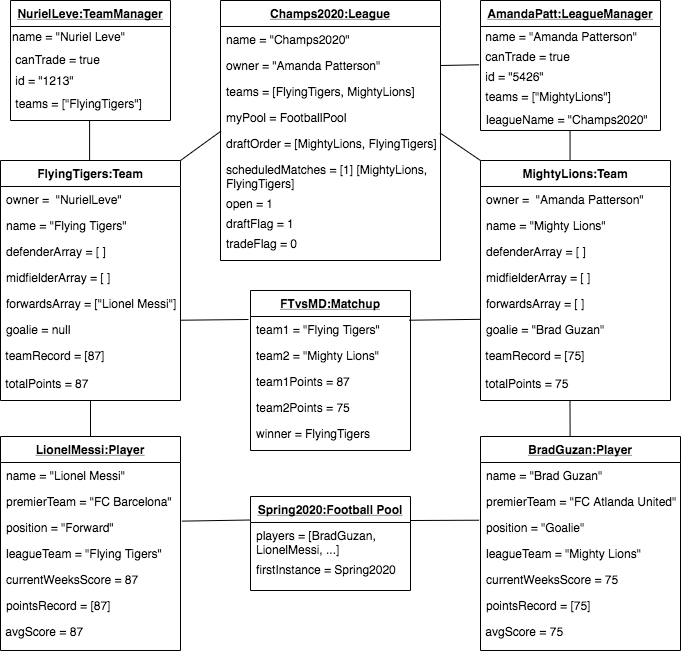 NurielLeve:TeamManager
name = "Nuriel Leve"
canTrade = true
id = "1213"
teams = ["FlyingTigers"]
Champs2020:League
name = "Champs2020"
owner = "Amanda Patterson"
teams = [FlyingTigers, MightyLions]
myPool = FootballPool
draftOrder = [MightyLions, FlyingTigers]
scheduledMatches = [1] [MightyLions,
FlyingTigers]
open = 1
draftFlag = 1
tradeFlag = 0
AmandaPatt:LeagueManager
name = "Amanda Patterson"
canTrade = true
id = "5426"
teams = ["MightyLions"]
leagueName = "Champs2020"
FlyingTigers:Team
owner =  "NurielLeve"
name = "Flying Tigers"
defenderArray = [ ]
midfielderArray = [ ]
forwardsArray = ["Lionel Messi"]
goalie = null
teamRecord = [87]
totalPoints = 87
MightyLions:Team
owner =  "Amanda Patterson"
name = "Mighty Lions"
defenderArray = [ ]
midfielderArray = [ ]
forwardsArray = [ ]
goalie = "Brad Guzan"
teamRecord = [75]
totalPoints = 75
FTvsMD:Matchup
team1 = "Flying Tigers"
team2 = "Mighty Lions"
team1Points = 87
team2Points = 75
winner = FlyingTigers
LionelMessi:Player
name = "Lionel Messi"
premierTeam = "FC Barcelona"
position = "Forward"
leagueTeam = "Flying Tigers"
currentWeeksScore = 87
pointsRecord = [87]
avgScore = 87
Spring2020:Football Pool
players = [BradGuzan,
LionelMessi, ...]
firstInstance = Spring2020
BradGuzan:Player
name = "Brad Guzan"
premierTeam = "FC Atlanda United"
position = "Goalie"
leagueTeam = "Mighty Lions"
currentWeeksScore = 75
pointsRecord = [75]
avgScore = 75